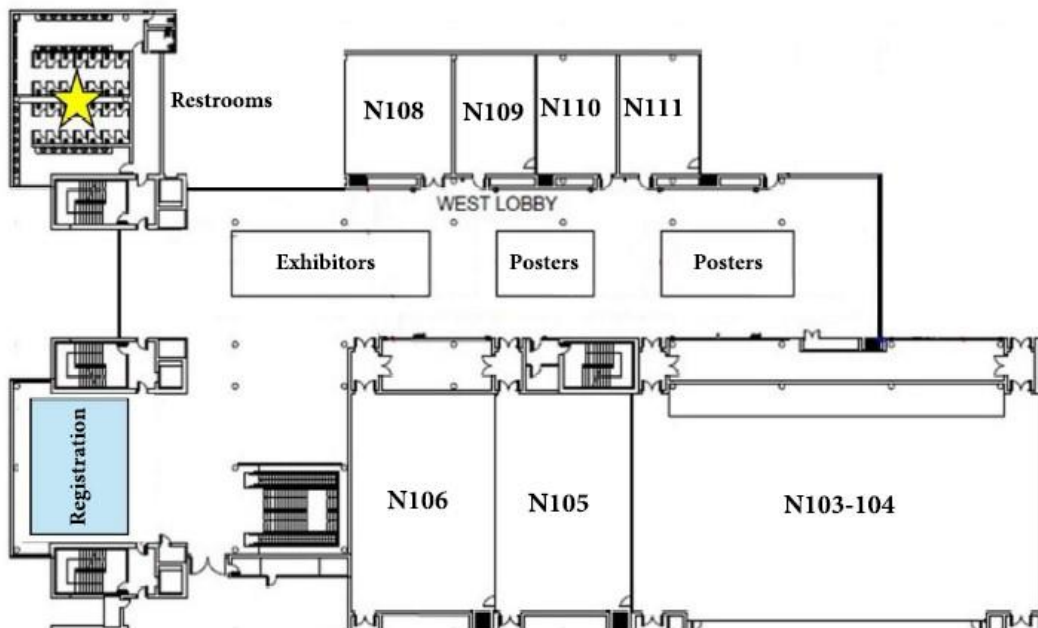 Restrooms
N108
N109
N110
N111
WEST LOBBY
Exhibitors
Posters
Posters
Registration
N106
N105
N103-104